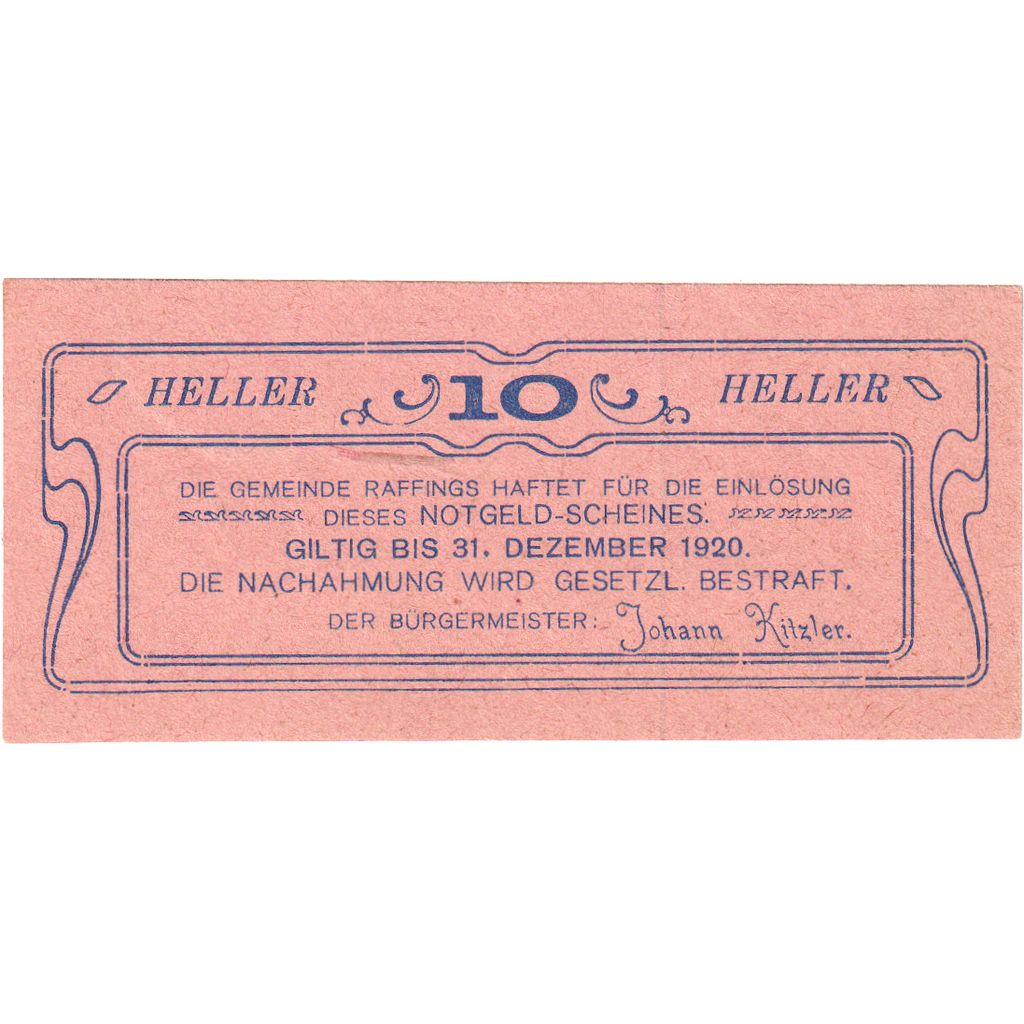 HELLER 10 HELLER
DIE GEMEINDE RAFFINGS HAFTET FÜR DIE EINLÖSUNG
DIESES NOTGELD-SCHEINES.
GILTIG BIS 31. DEZEMBER 1920.
DIE NACHAHMUNG WIRD GESETZL. BESTRAFT.
DER BÜRGERMEISTER: Johann Kitzler.